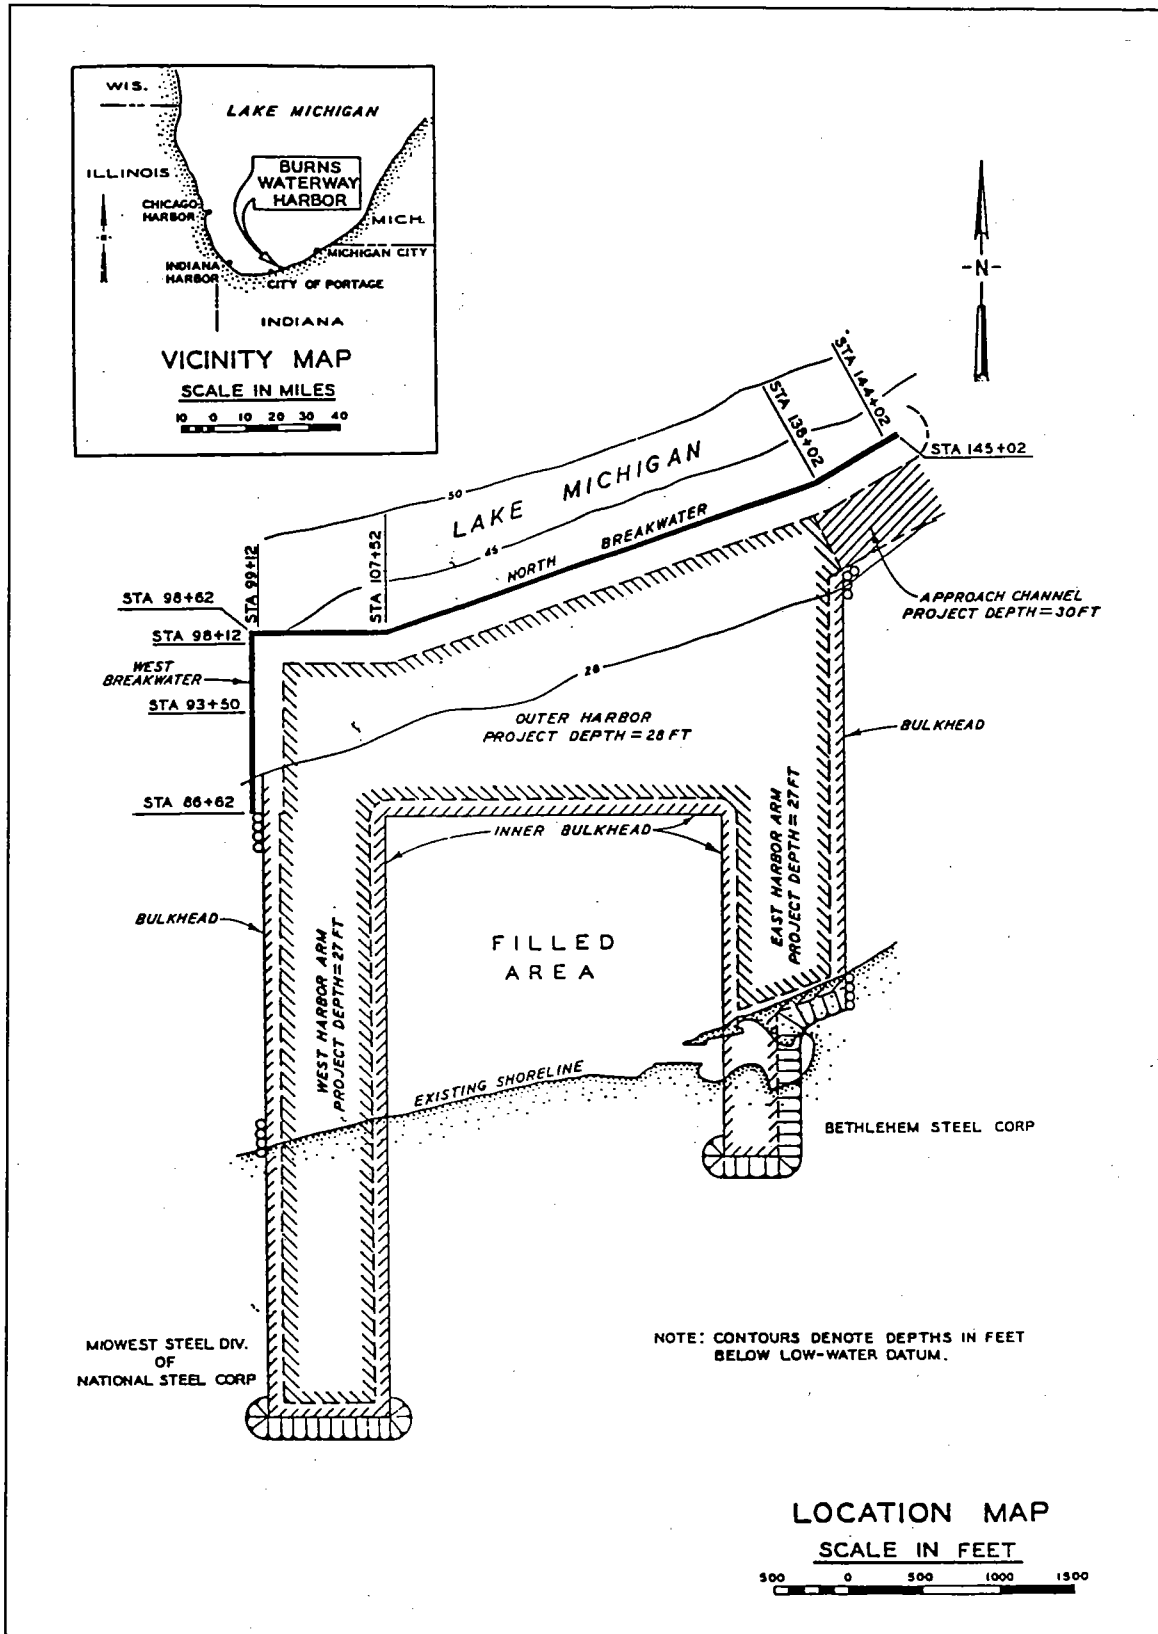 WIS.
LAKE MICHIGAN
ILLINOIS
BURNS
WATERWAY
HARBOR
CHICAGO
HARBOR
MICH.
MICHIGAN CITY
INDIANA
HARBOR
CITY OF PORTAGE
INDIANA
VICINITY MAP
SCALE IN MILES
10 0 10 20 30 40
-N-
STA 144+02
STA 138+02
STA 145+02
50
LAKE MICHIGAN
45
NORTH BREAKWATER
STA 99+12
STA 107+52
STA 98+62
STA 98+12
WEST
BREAKWATER
STA 93+50
STA 86+62
APPROACH CHANNEL
PROJECT DEPTH = 30 FT
28
OUTER HARBOR
PROJECT DEPTH = 28 FT
BULKHEAD
INNER BULKHEAD
EAST HARBOR ARM
PROJECT DEPTH = 27 FT
BULKHEAD
FILLED
AREA
WEST HARBOR ARM
PROJECT DEPTH = 27 FT
EXISTING SHORELINE
BETHLEHEM STEEL CORP
MIDWEST STEEL DIV.
OF
NATIONAL STEEL CORP
NOTE: CONTOURS DENOTE DEPTHS IN FEET
BELOW LOW-WATER DATUM.
LOCATION MAP
SCALE IN FEET
500 0 500 1000 1500